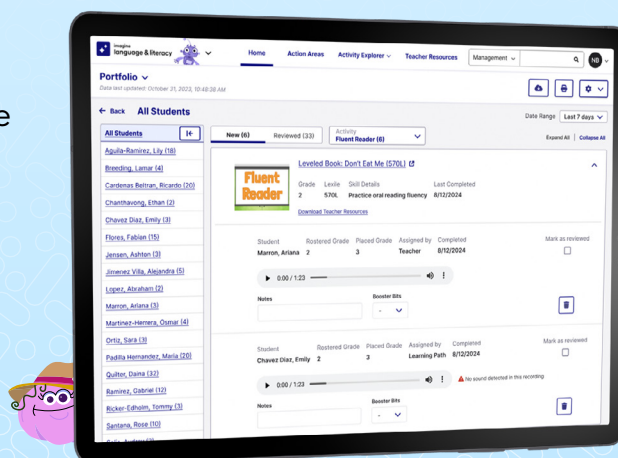 e
imagine
language & literacy
Home Action Areas Activity Explorer Teacher Resources Management NB
Portfolio
Data last updated: October 31, 2023, 10:48:38 AM
Back All Students
Date Range Last 7 days
All Students
New (6) Reviewed (33) Activity
Fluent Reader (6)
Expand All Collapse All
Aguila-Ramirez, Lily (18)
Breeding, Lamar (4)
Cardenas Beltran, Ricardo (20)
Chanthavong, Ethan (2)
Chavez Diaz, Emily (3)
Flores, Fabian (15)
Jensen, Ashton (3)
Jimenez Villa, Alejandra (5)
Lopez, Abraham (2)
Marron, Ariana (3)
Martinez-Herrera, Osmar (4)
Ortiz, Sara (3)
Padilla Hernandez, Maria (20)
Quilter, Daina (32)
Ramirez, Gabriel (12)
Ricker-Edholm, Tommy (3)
Santana, Rose (10)
Fluent
Reader
Leveled Book: Don't Eat Me (570L)
Grade Lexile Skill Details Last Completed
2 570L Practice oral reading fluency 8/12/2024
Download Teacher Resources
Student Rostered Grade Placed Grade Assigned by Completed Mark as reviewed
Marron, Ariana 2 3 Teacher 8/12/2024
0:00 / 1:23
Notes Booster Bits
-
Student Rostered Grade Placed Grade Assigned by Completed Mark as reviewed
Chavez Diaz, Emily 2 3 Learning Path 8/12/2024
0:00 / 1:23 No sound detected in this recording
Notes Booster Bits
-